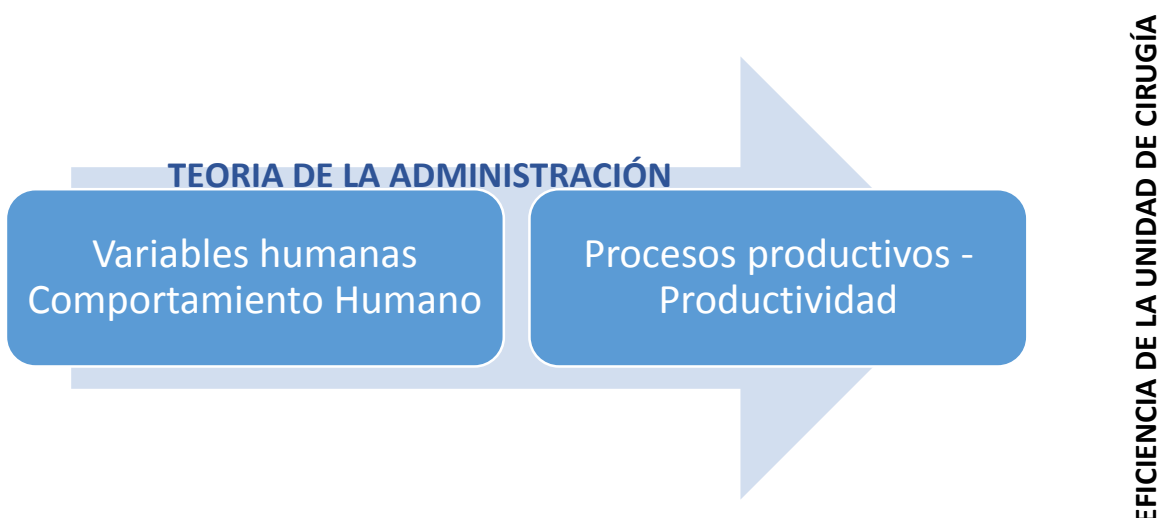 TEORIA DE LA ADMINISTRACIÓN
Variables humanas
Comportamiento Humano
Procesos productivos -
Productividad
EFICIENCIA DE LA UNIDAD DE CIRUGÍA